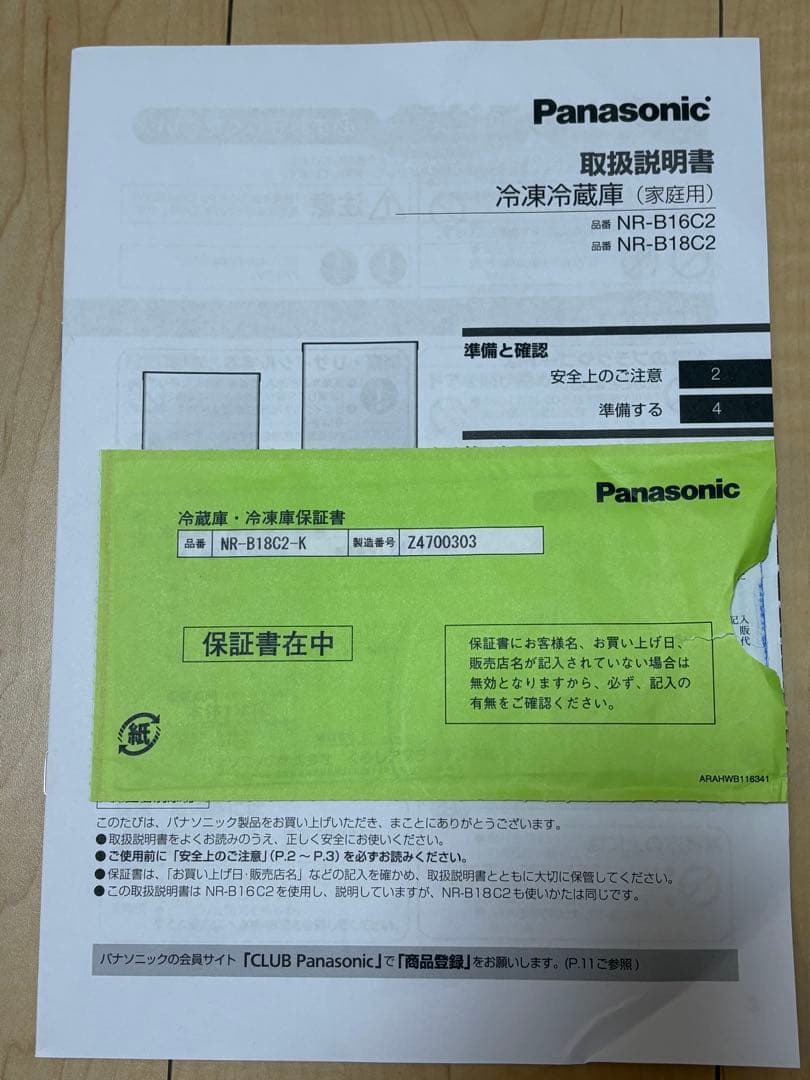 Panasonic
取扱説明書
冷凍冷蔵庫（家庭用）
品番 NR-B16C2
品番 NR-B18C2
準備と確認
安全上のご注意 2
準備する 4
Panasonic
冷蔵庫・冷凍庫保証書
品番 NR-B18C2-K 製造番号 Z4700303
保証書在中
保証書にお客様名、お買い上げ日、
販売店名が記入されていない場合は
無効となりますから、必ず、記入の
有無をご確認ください。
紙
ARAHWB116341
このたびは、パナソニック製品をお買い上げいただき、まことにありがとうございます。
●取扱説明書をよくお読みのうえ、正しく安全にお使いください。
●ご使用前に「安全上のご注意」(P.2～P.3)を必ずお読みください。
●保証書は、「お買い上げ日・販売店名」などの記入を確かめ、取扱説明書とともに大切に保管してください。
●この取扱説明書は NR-B16C2を使用し、説明していますが、NR-B18C2も使いかたは同じです。
パナソニックの会員サイト「CLUB Panasonic」で「商品登録」をお願いします。(P.11ご参照)